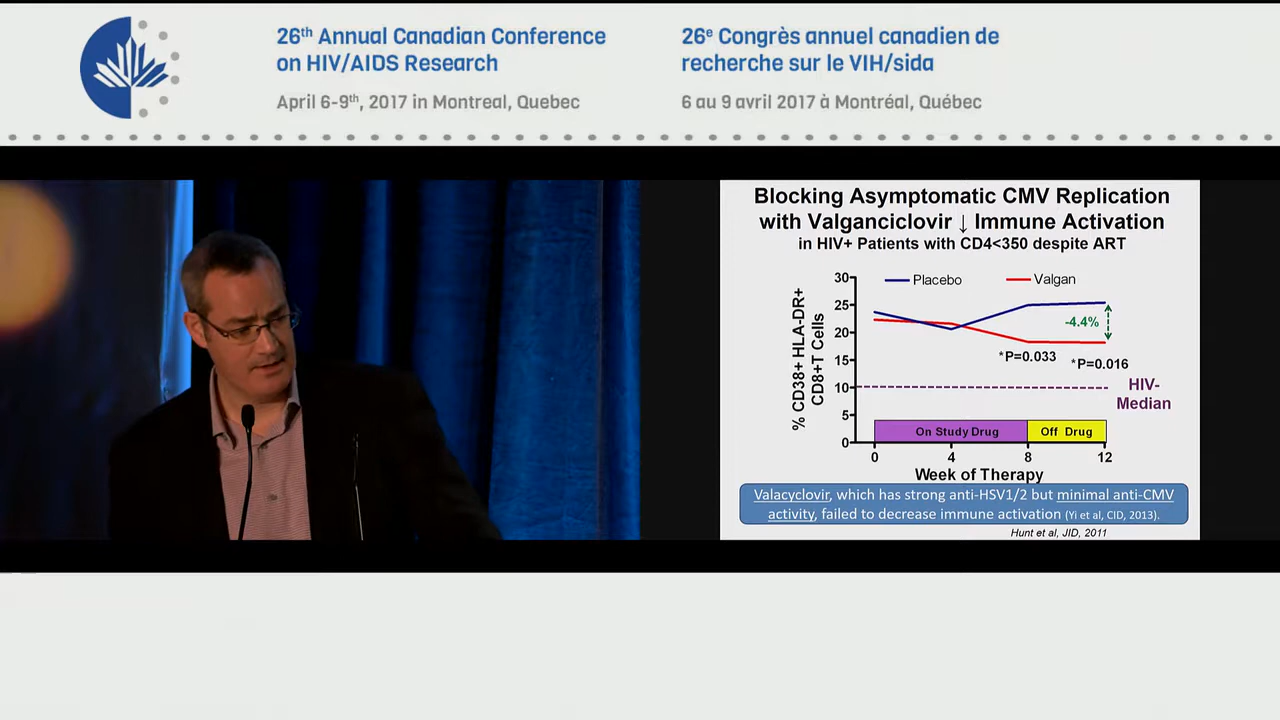 26th Annual Canadian Conference
on HIV/AIDS Research
April 6-9th, 2017 in Montreal, Quebec
26e Congrès annuel canadien de
recherche sur le VIH/sida
6 au 9 avril 2017 à Montréal, Québec
Blocking Asymptomatic CMV Replication
with Valganciclovir ↓ Immune Activation
in HIV+ Patients with CD4<350 despite ART
Placebo
Valgan
% CD38+ HLA-DR+
CD8+T Cells
30
25
20
15
10
5
0
-4.4%
*P=0.033
*P=0.016
HIV-
Median
On Study Drug
Off Drug
0 4 8 12
Week of Therapy
Valacyclovir, which has strong anti-HSV1/2 but minimal anti-CMV
activity, failed to decrease immune activation (Yi et al, CID, 2013).
Hunt et al, JID, 2011